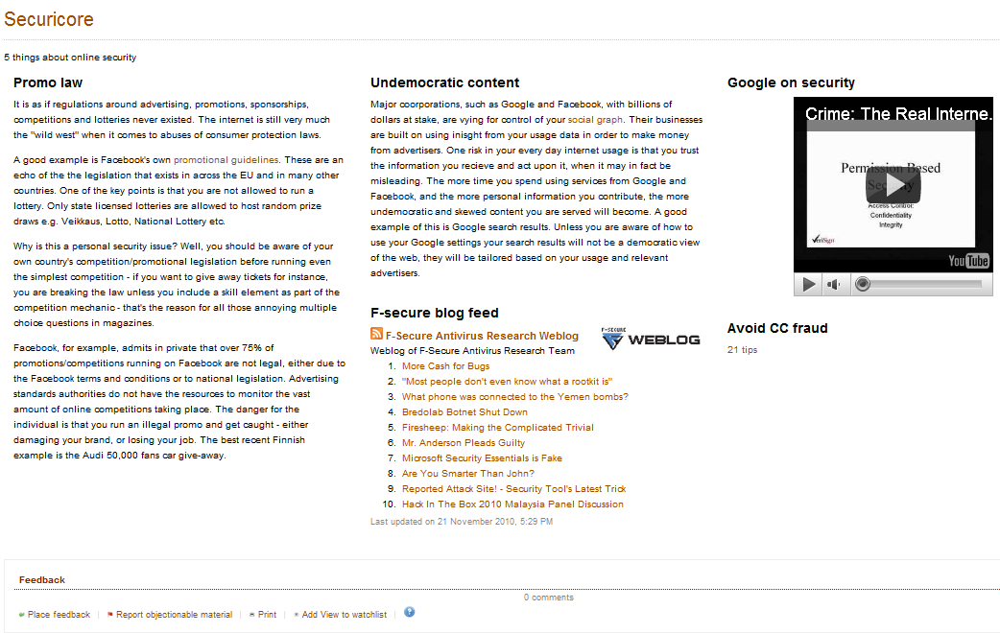 Securicore
5 things about online security
Promo law
It is as if regulations around advertising, promotions, sponsorships,
competitions and lotteries never existed. The internet is still very much
the "wild west" when it comes to abuses of consumer protection laws.
A good example is Facebook's own promotional guidelines. These are an
echo of the the legislation that exists in across the EU and in many other
countries. One of the key points is that you are not allowed to run a
lottery. Only state licensed lotteries are allowed to host random prize
draws e.g. Veikkaus, Lotto, National Lottery etc.
Why is this a personal security issue? Well, you should be aware of your
own country's competition/promotional legislation before running even
the simplest competition - if you want to give away tickets for instance,
you are breaking the law unless you include a skill element as part of the
competition mechanic - that's the reason for all those annoying multiple
choice questions in magazines.
Facebook, for example, admits in private that over 75% of
promotions/competitions running on Facebook are not legal, either due to
the Facebook terms and conditions or to national legislation. Advertising
standards authorities do not have the resources to monitor the vast
amount of online competitions taking place. The danger for the
individual is that you run an illegal promo and get caught - either
damaging your brand, or losing your job. The best recent Finnish
example is the Audi 50,000 fans car give-away.
Undemocratic content
Major coorporations, such as Google and Facebook, with billions of
dollars at stake, are vying for control of your social graph. Their businesses
are built on using inisght from your usage data in order to make money
from advertisers. One risk in your every day internet usage is that you trust
the information you recieve and act upon it, when it may in fact be
misleading. The more time you spend using services from Google and
Facebook, and the more personal information you contribute, the more
undemocratic and skewed content you are served will become. A good
example of this is Google search results. Unless you are aware of how to
use your Google settings your search results will not be a democratic view
of the web, they will be tailored based on your usage and relevant
advertisers.
F-secure blog feed
F-Secure Antivirus Research Weblog
F-SECURE
WEBLOG
Weblog of F-Secure Antivirus Research Team
1. More Cash for Bugs
2. "Most people don't even know what a rootkit is"
3. What phone was connected to the Yemen bombs?
4. Bredolab Botnet Shut Down
5. Firesheep: Making the Complicated Trivial
6. Mr. Anderson Pleads Guilty
7. Microsoft Security Essentials is Fake
8. Are You Smarter Than John?
9. Reported Attack Site! - Security Tool's Latest Trick
10. Hack In The Box 2010 Malaysia Panel Discussion
Last updated on 21 November 2010, 5:29 PM
Google on security
Crime: The Real Interne.
Permission Based
Access Control:
Confidentiality
Integrity
VeriSign
YouTube
Avoid CC fraud
21 tips
Feedback
0 comments
Place feedback
Report objectionable material
Print
Add View to watchlist
?